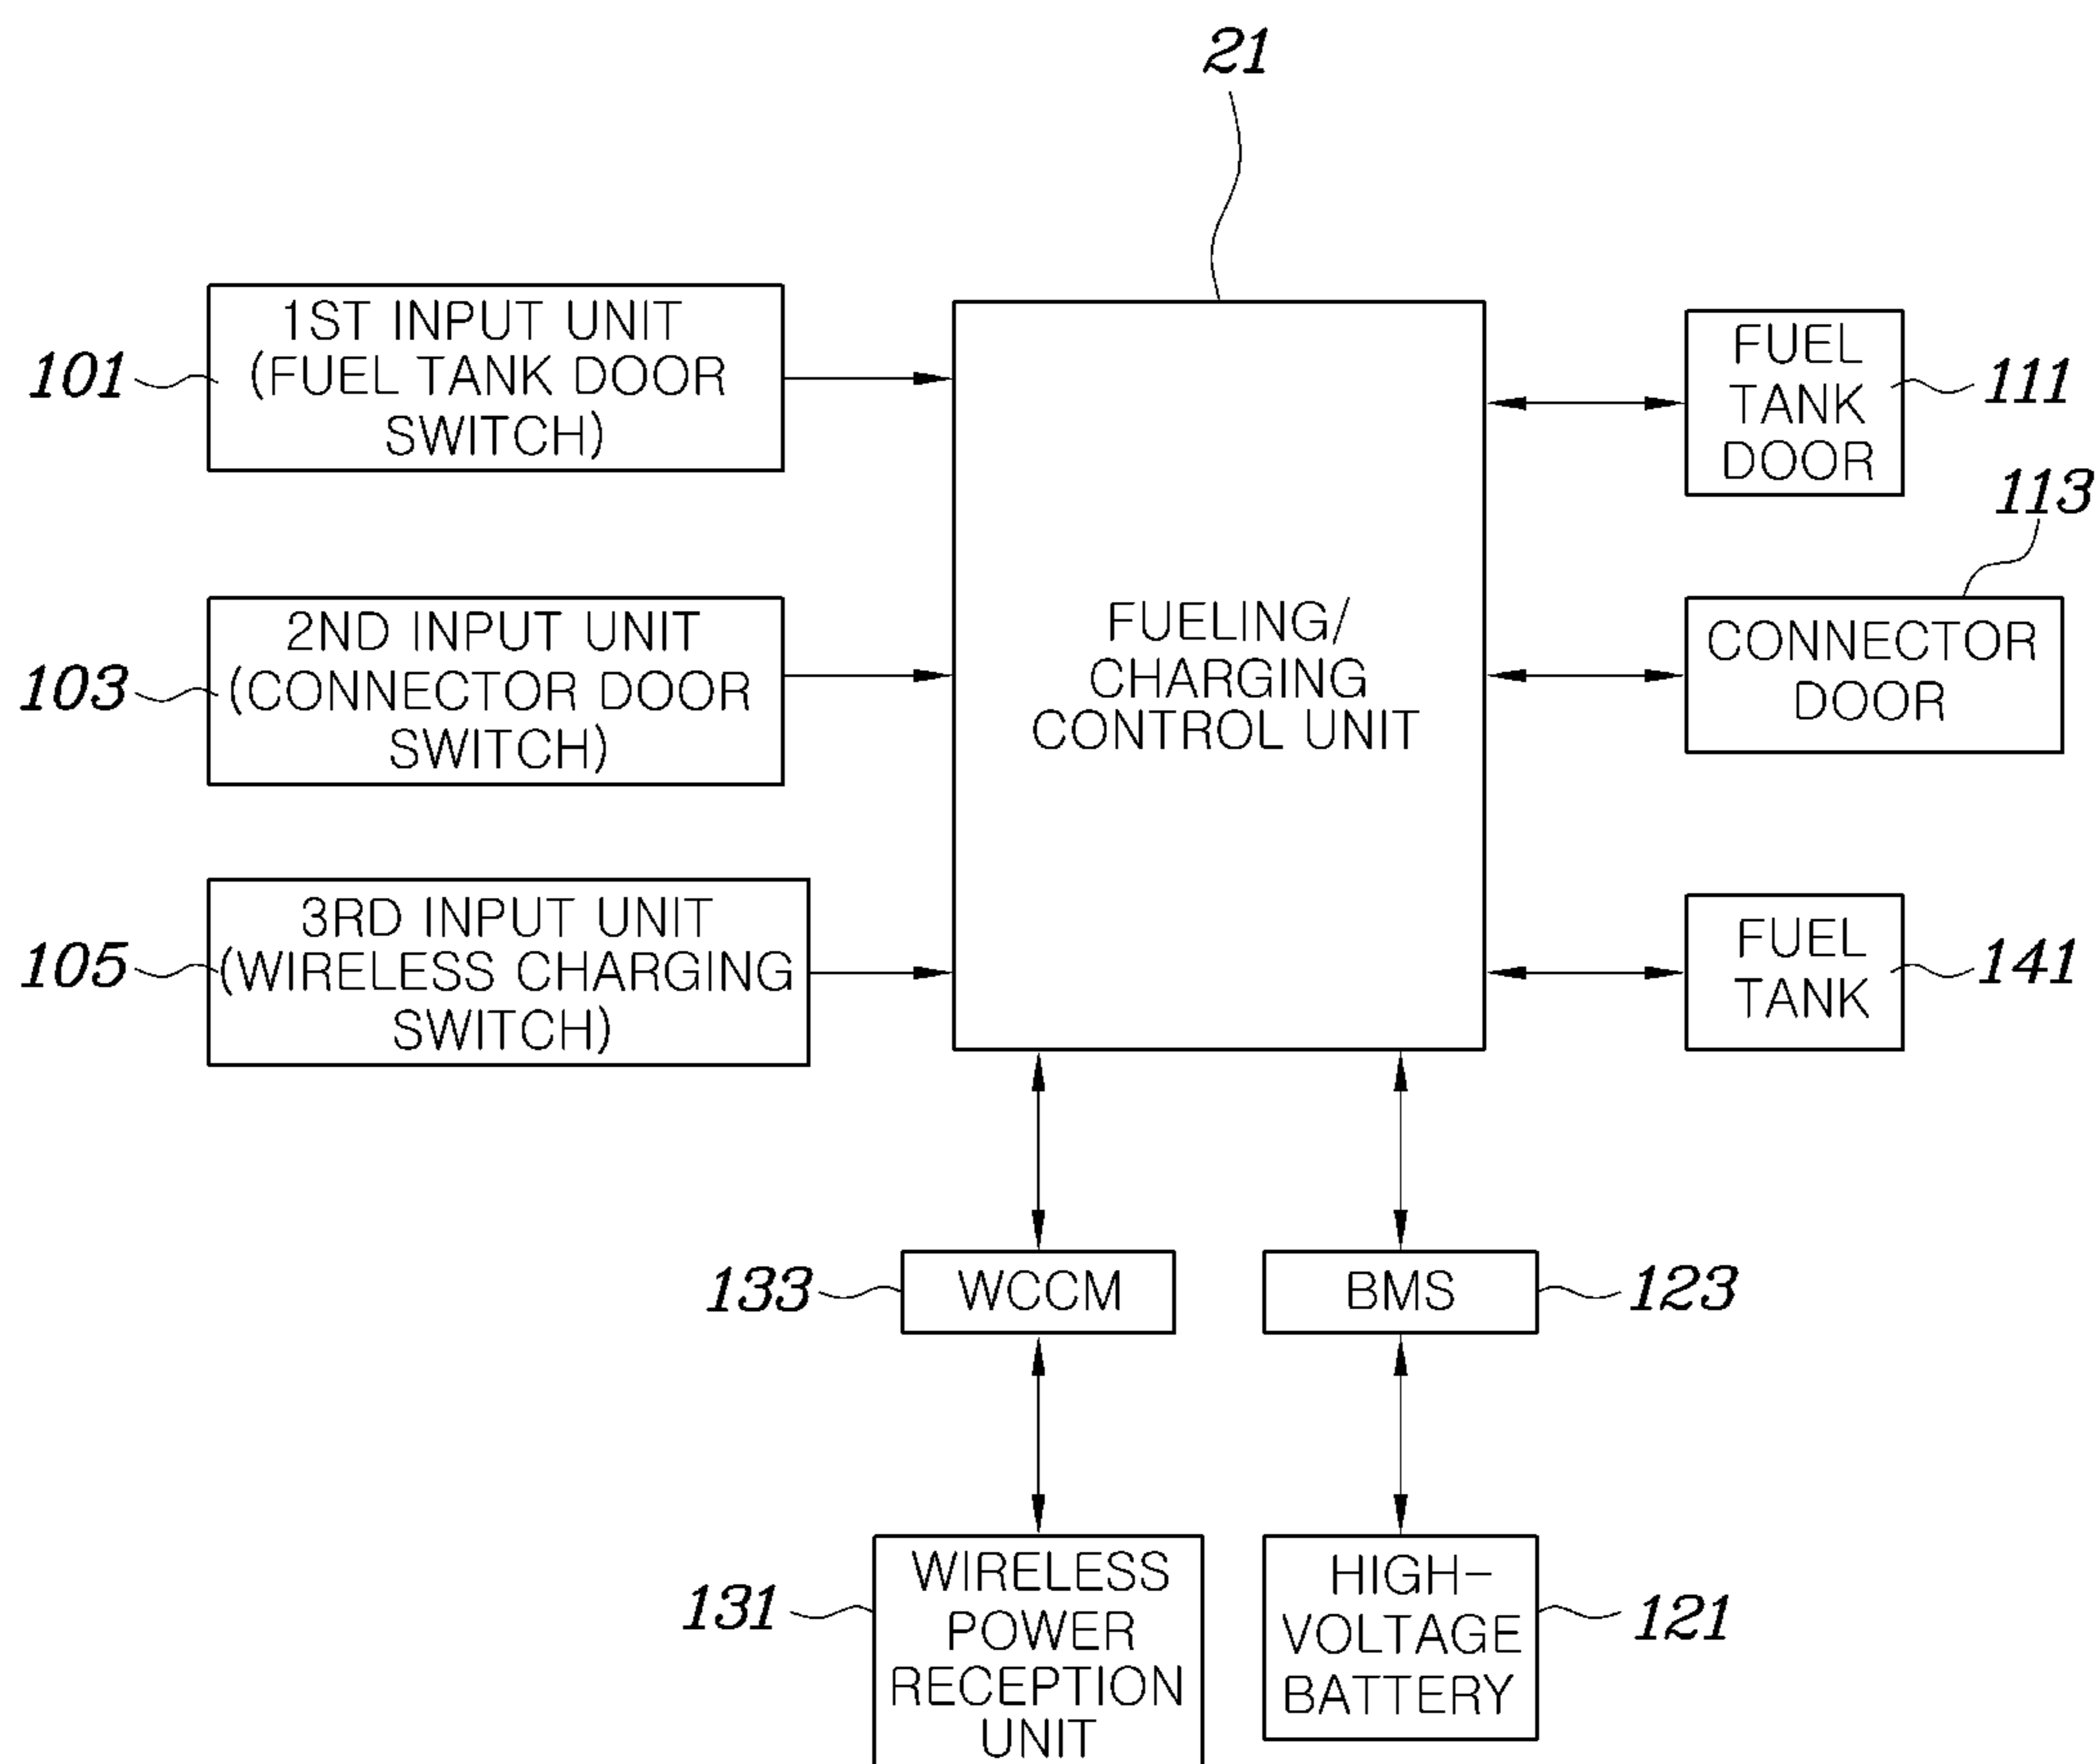 21
1ST INPUT UNIT
(FUEL TANK DOOR
SWITCH)
101
2ND INPUT UNIT
(CONNECTOR DOOR
SWITCH)
103
3RD INPUT UNIT
(WIRELESS CHARGING
SWITCH)
105
FUELING/
CHARGING
CONTROL UNIT
FUEL
TANK
DOOR
111
113
CONNECTOR
DOOR
FUEL
TANK
141
133
WCCM
BMS
123
131
WIRELESS
POWER
RECEPTION
UNIT
HIGH-
VOLTAGE
BATTERY
121